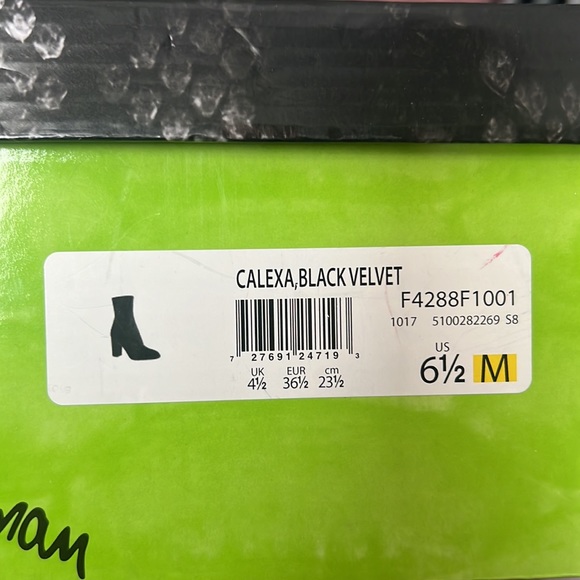 CALEXA,BLACK VELVET
F4288F1001
1017 5100282269 S8
7 27691 24719 3
UK EUR cm
4½ 36½ 23½
US
6½ M
man